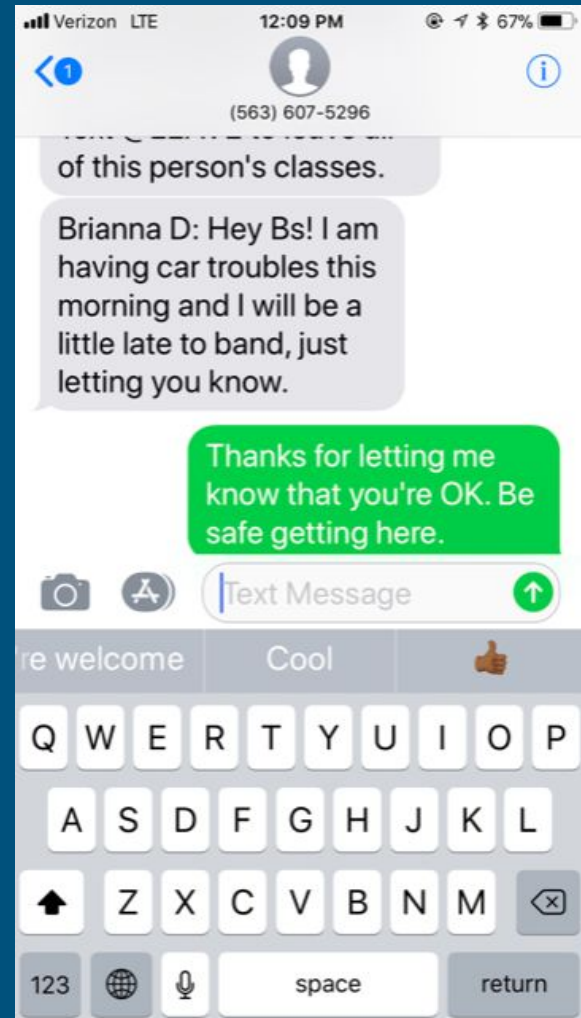 Verizon LTE 12:09 PM 67%
1
(563) 607-5296
of this person's classes.
Brianna D: Hey Bs! I am
having car troubles this
morning and I will be a
little late to band, just
letting you know.
Thanks for letting me
know that you're OK. Be
safe getting here.
Text Message
're welcome Cool
Q W E R T Y U I O P
A S D F G H J K L
Z X C V B N M
123 space return